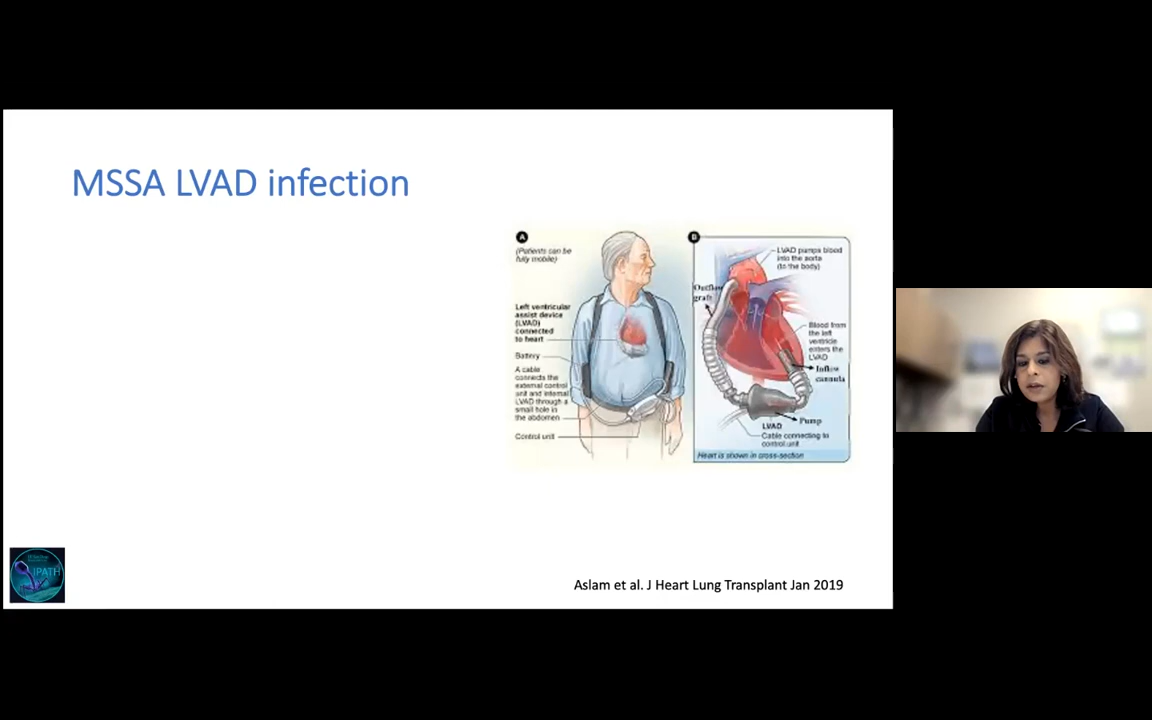 MSSA LVAD infection
A
(Patients can be
fully mobile)
Left ventricular
assist device
(LVAD)
connected
to heart
Battery
A cable
connects the
external control
unit and internal
LVAD through a
small hole in
the abdomen
Control unit
B
LVAD pumps blood
into the aorta
(to the body)
Outflow
graft
Blood from
the left
ventricle
enters the
LVAD
Inflow
cannula
Pump
LVAD
Cable connecting to
control unit
Heart is shown in cross-section
IPATH
Aslam et al. J Heart Lung Transplant Jan 2019